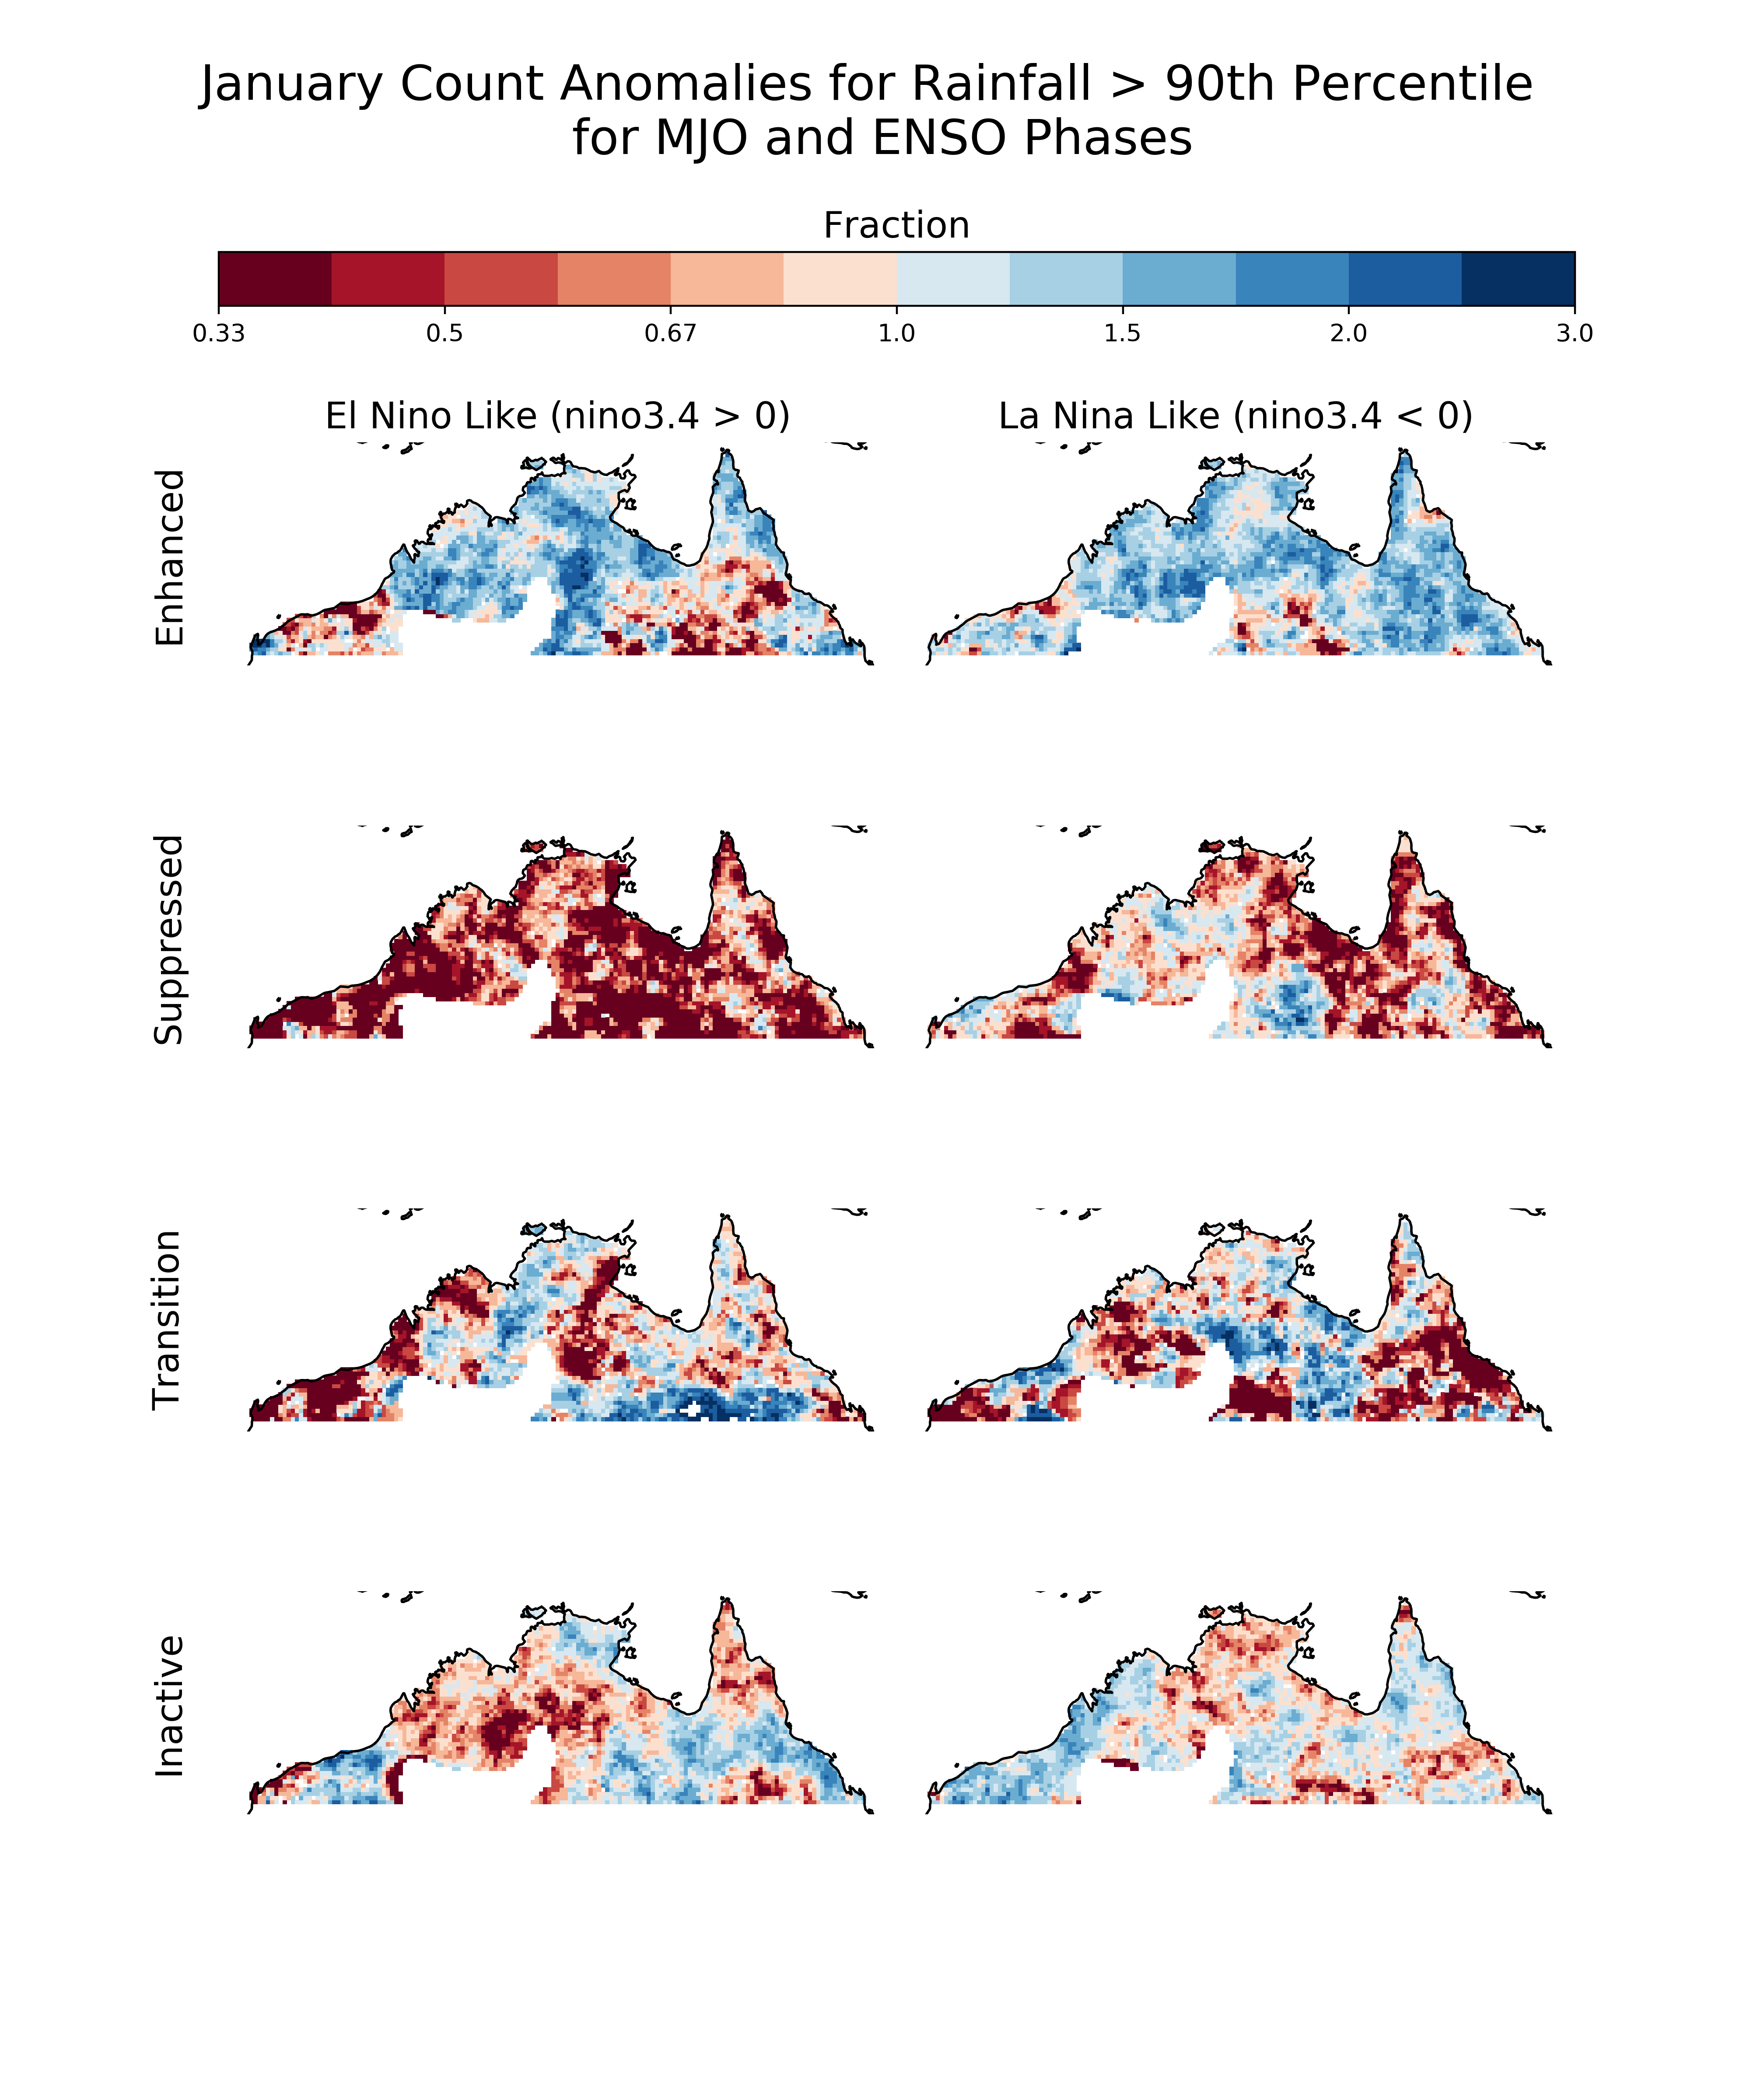 January Count Anomalies for Rainfall > 90th Percentile
for MJO and ENSO Phases
Fraction
0.33 0.5 0.67 1.0 1.5 2.0 3.0
El Nino Like (nino3.4 > 0) La Nina Like (nino3.4 < 0)
Enhanced
Suppressed
Transition
Inactive